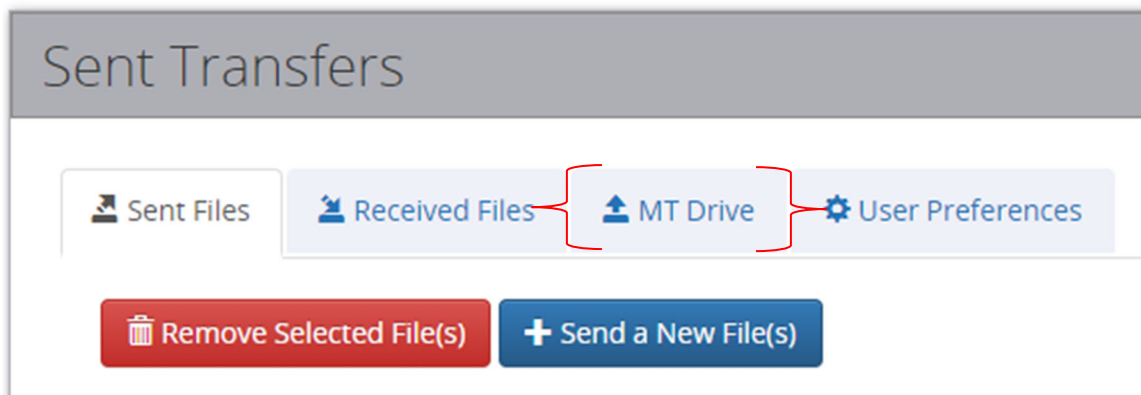 Sent Transfers
Sent Files Received Files MT Drive User Preferences
Remove Selected File(s) Send a New File(s)